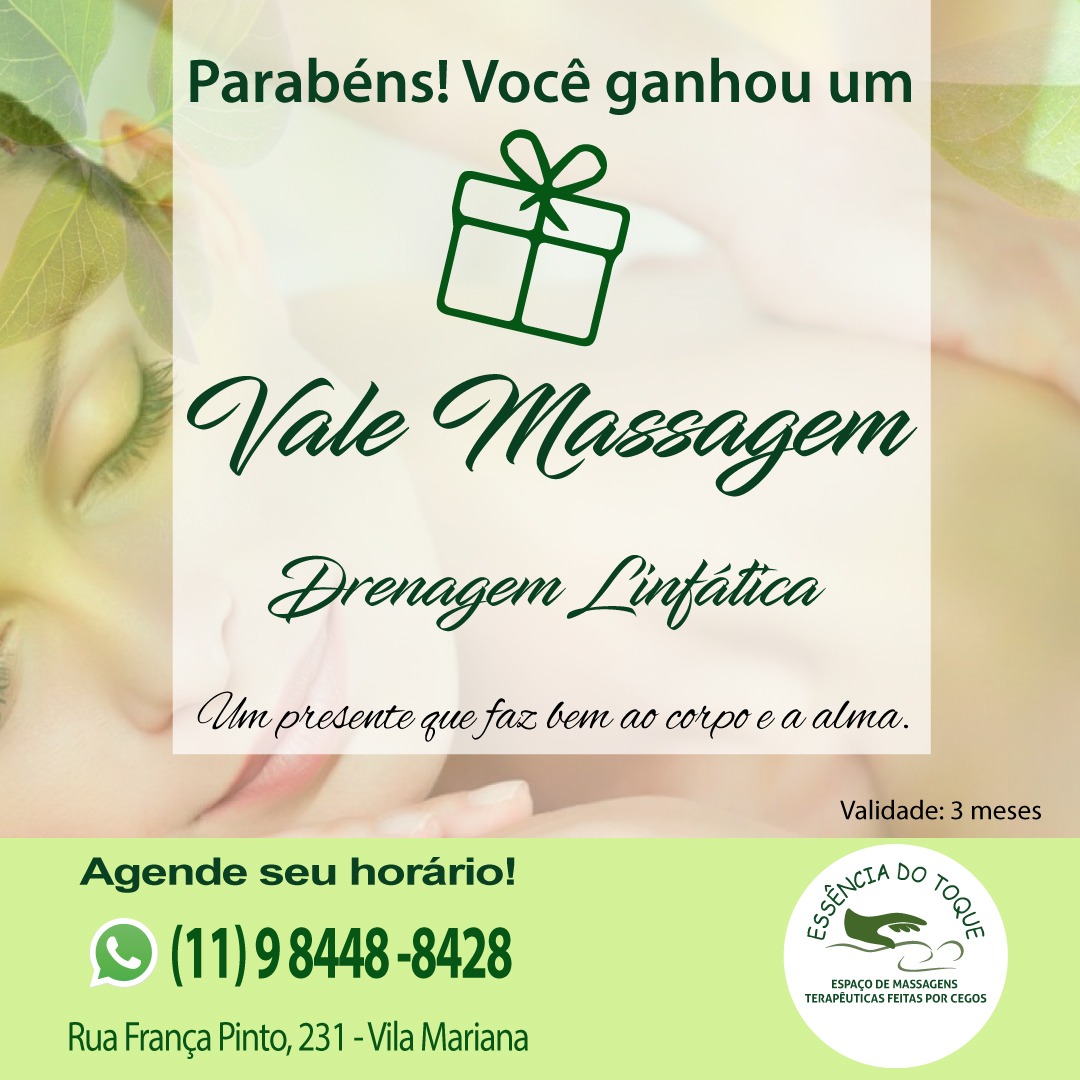 Parabéns! Você ganhou um
Vale Massagem
Drenagem Linfática
Um presente que faz bem ao corpo e a alma.
Validade: 3 meses
Agende seu horário!
(11) 9 8448-8428
Rua França Pinto, 231 - Vila Mariana
ESSÊNCIA DO TOQUE
ESPAÇO DE MASSAGENS
TERAPÊUTICAS FEITAS POR CEGOS